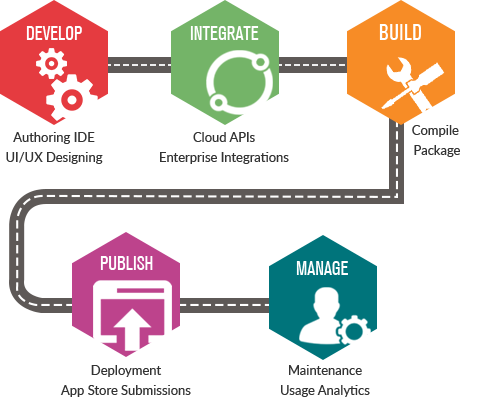 DEVELOP
Authoring IDE
UI/UX Designing
INTEGRATE
Cloud APIs
Enterprise Integrations
BUILD
Compile
Package
PUBLISH
Deployment
App Store Submissions
MANAGE
Maintenance
Usage Analytics